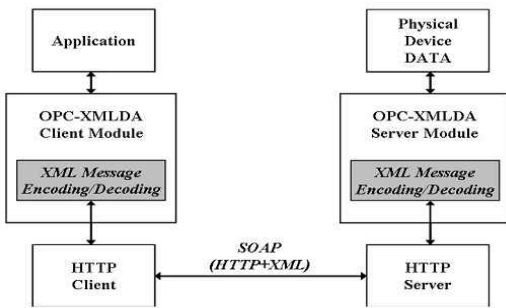 Application
OPC-XMLDA
Client Module
XML Message
Encoding/Decoding
HTTP
Client
SOAP
(HTTP+XML)
Physical
Device
DATA
OPC-XMLDA
Server Module
XML Message
Encoding/Decoding
HTTP
Server